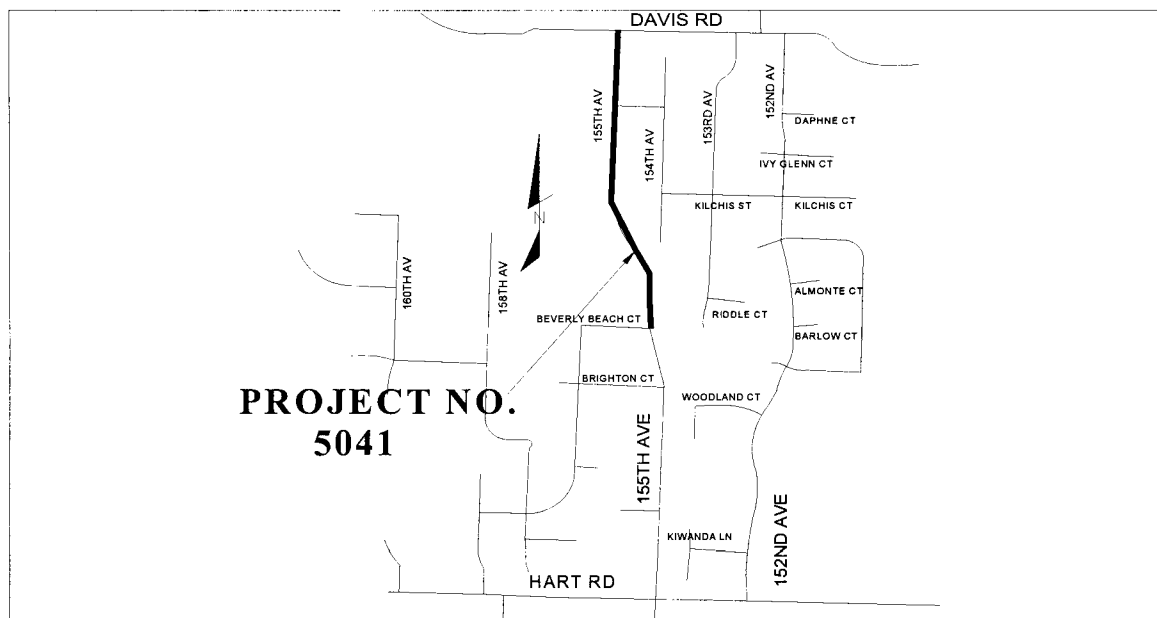 DAVIS RD
155TH AV
154TH AV
153RD AV
152ND AV
DAPHNE CT
IVY GLENN CT
KILCHIS ST
KILCHIS CT
N
160TH AV
158TH AV
ALMONTE CT
RIDDLE CT
BEVERLY BEACH CT
BARLOW CT
BRIGHTON CT
WOODLAND CT
PROJECT NO.
5041
155TH AVE
152ND AVE
KIWANDA LN
HART RD